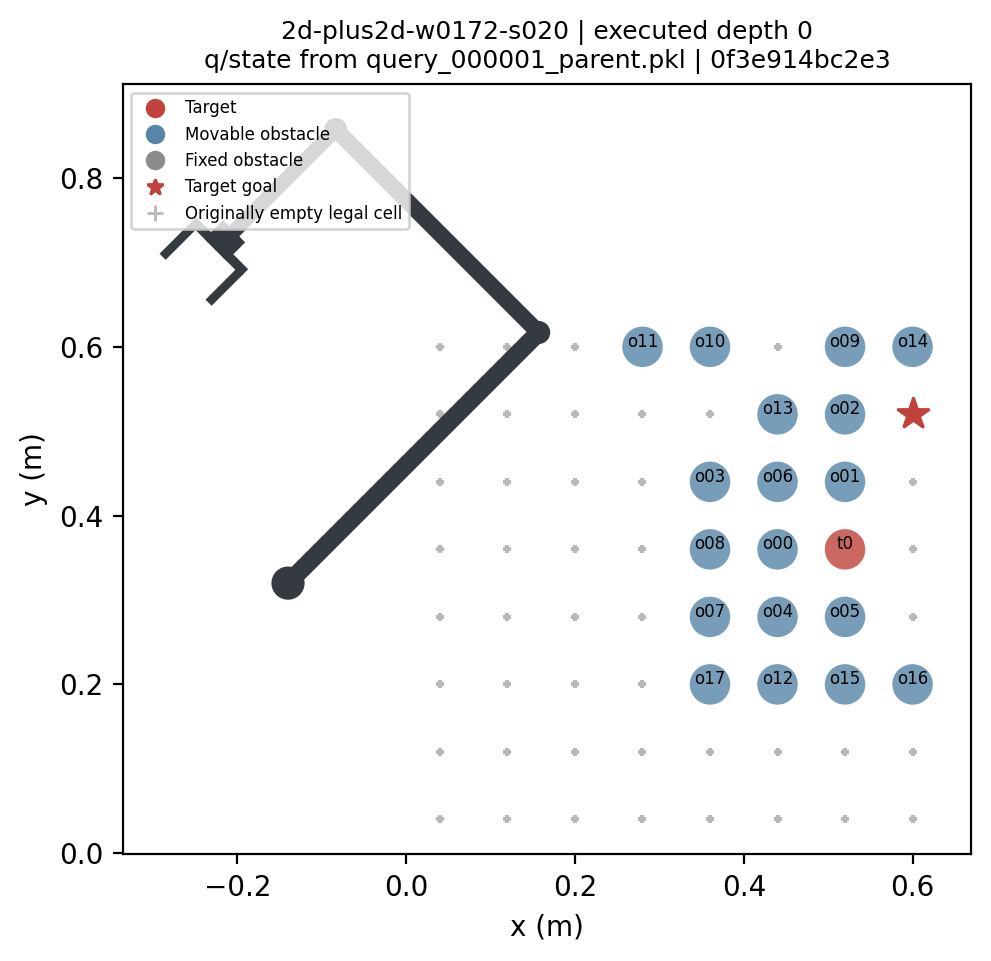 2d-plus2d-w0172-s020 | executed depth 0
q/state from query_000001_parent.pkl | 0f3e914bc2e3
Target
Movable obstacle
Fixed obstacle
Target goal
Originally empty legal cell
0.8
0.6
0.4
0.2
0.0
y (m)
o11 o10 o09 o14
o13 o02
o03 o06 o01
o08 o00 t0
o07 o04 o05
o17 o12 o15 o16
−0.2 0.0 0.2 0.4 0.6
x (m)